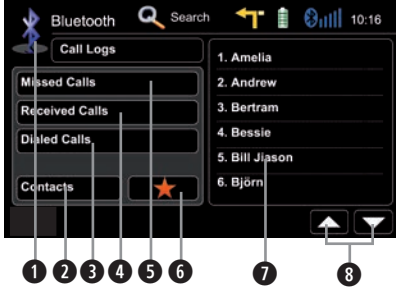 Bluetooth Search 10:16
Call Logs
Missed Calls
Received Calls
Dialed Calls
Contacts
1. Amelia
2. Andrew
3. Bertram
4. Bessie
5. Bill Jiason
6. Björn
1 2 3 4 5 6 7 8